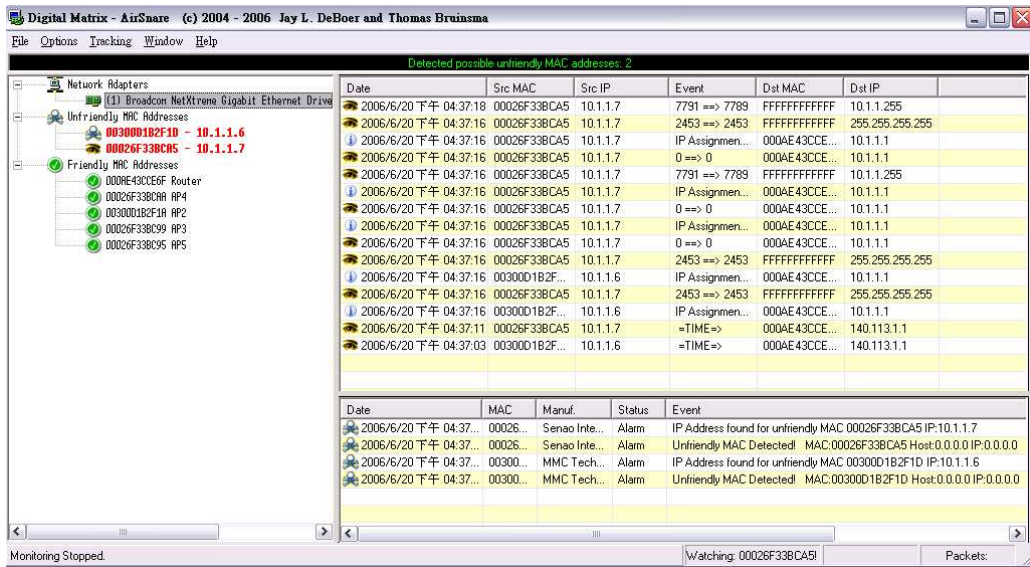 Digital Matrix - AirSnare (c) 2004 - 2006 Jay L. DeBoer and Thomas Bruinsma
File Options Tracking Window Help
Detected possible unfriendly MAC addresses: 2
Network Adapters
(1) Broadcom NetXtreme Gigabit Ethernet Drive
Unfriendly MAC Addresses
00300D1B2F1D - 10.1.1.6
00026F33BCA5 - 10.1.1.7
Friendly MAC Addresses
000AE43CCE6F Router
00026F33BCAA AP4
00300D1B2F1A AP2
00026F33BC99 AP3
00026F33BC95 AP5
Date Src MAC Src IP Event Dst MAC Dst IP
2006/6/20 下午 04:37:18 00026F33BCA5 10.1.1.7 7791 ==> 7789 FFFFFFFFFFFF 10.1.1.255
2006/6/20 下午 04:37:16 00026F33BCA5 10.1.1.7 2453 ==> 2453 FFFFFFFFFFFF 255.255.255.255
2006/6/20 下午 04:37:16 00026F33BCA5 10.1.1.7 IP Assignmen... 000AE43CCE... 10.1.1.1
2006/6/20 下午 04:37:16 00026F33BCA5 10.1.1.7 0 ==> 0 000AE43CCE... 10.1.1.1
2006/6/20 下午 04:37:16 00026F33BCA5 10.1.1.7 7791 ==> 7789 FFFFFFFFFFFF 10.1.1.255
2006/6/20 下午 04:37:16 00026F33BCA5 10.1.1.7 IP Assignmen... 000AE43CCE... 10.1.1.1
2006/6/20 下午 04:37:16 00026F33BCA5 10.1.1.7 0 ==> 0 000AE43CCE... 10.1.1.1
2006/6/20 下午 04:37:16 00026F33BCA5 10.1.1.7 IP Assignmen... 000AE43CCE... 10.1.1.1
2006/6/20 下午 04:37:16 00026F33BCA5 10.1.1.7 0 ==> 0 000AE43CCE... 10.1.1.1
2006/6/20 下午 04:37:16 00026F33BCA5 10.1.1.7 2453 ==> 2453 FFFFFFFFFFFF 255.255.255.255
2006/6/20 下午 04:37:16 00300D1B2F... 10.1.1.6 IP Assignmen... 000AE43CCE... 10.1.1.1
2006/6/20 下午 04:37:16 00026F33BCA5 10.1.1.7 2453 ==> 2453 FFFFFFFFFFFF 255.255.255.255
2006/6/20 下午 04:37:16 00300D1B2F... 10.1.1.6 IP Assignmen... 000AE43CCE... 10.1.1.1
2006/6/20 下午 04:37:11 00026F33BCA5 10.1.1.7 =TIME=> 000AE43CCE... 140.113.1.1
2006/6/20 下午 04:37:03 00300D1B2F... 10.1.1.6 =TIME=> 000AE43CCE... 140.113.1.1
Date MAC Manuf. Status Event
2006/6/20 下午 04:37... 00026... Senao Inte... Alarm IP Address found for unfriendly MAC 00026F33BCA5 IP:10.1.1.7
2006/6/20 下午 04:37... 00026... Senao Inte... Alarm Unfriendly MAC Detected! MAC:00026F33BCA5 Host:0.0.0.0 IP:0.0.0.0
2006/6/20 下午 04:37... 00300... MMC Tech... Alarm IP Address found for unfriendly MAC 00300D1B2F1D IP:10.1.1.6
2006/6/20 下午 04:37... 00300... MMC Tech... Alarm Unfriendly MAC Detected! MAC:00300D1B2F1D Host:0.0.0.0 IP:0.0.0.0
Monitoring Stopped. Watching: 00026F33BCA5! Packets: